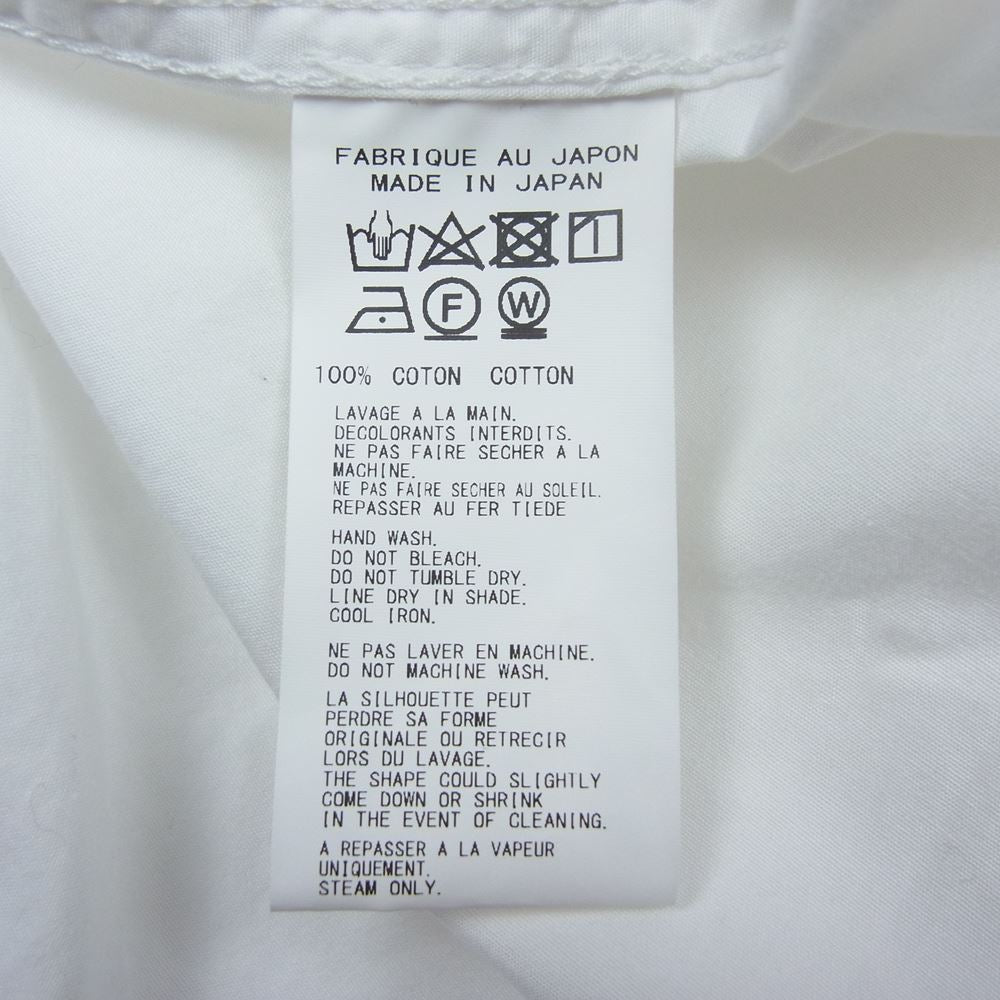 FABRIQUE AU JAPON
MADE IN JAPAN
F W
100% COTON COTTON
LAVAGE A LA MAIN.
DECOLORANTS INTERDITS.
NE PAS FAIRE SECHER A LA
MACHINE.
NE PAS FAIRE SECHER AU SOLEIL.
REPASSER AU FER TIEDE
HAND WASH.
DO NOT BLEACH.
DO NOT TUMBLE DRY.
LINE DRY IN SHADE.
COOL IRON.
NE PAS LAVER EN MACHINE.
DO NOT MACHINE WASH.
LA SILHOUETTE PEUT
PERDRE SA FORME
ORIGINALE OU RETRECIR
LORS DU LAVAGE.
THE SHAPE COULD SLIGHTLY
COME DOWN OR SHRINK
IN THE EVENT OF CLEANING.
A REPASSER A LA VAPEUR
UNIQUEMENT.
STEAM ONLY.